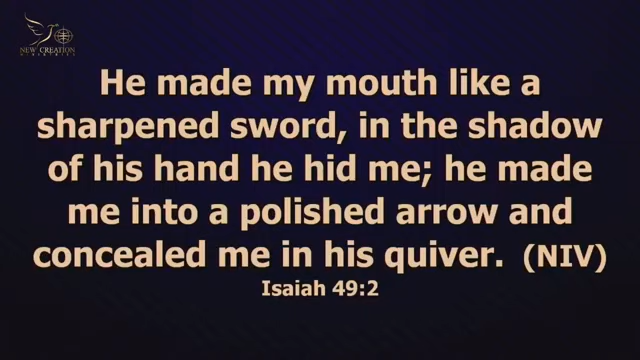 NEW CREATION
MINISTRIES
He made my mouth like a
sharpened sword, in the shadow
of his hand he hid me; he made
me into a polished arrow and
concealed me in his quiver. (NIV)
Isaiah 49:2